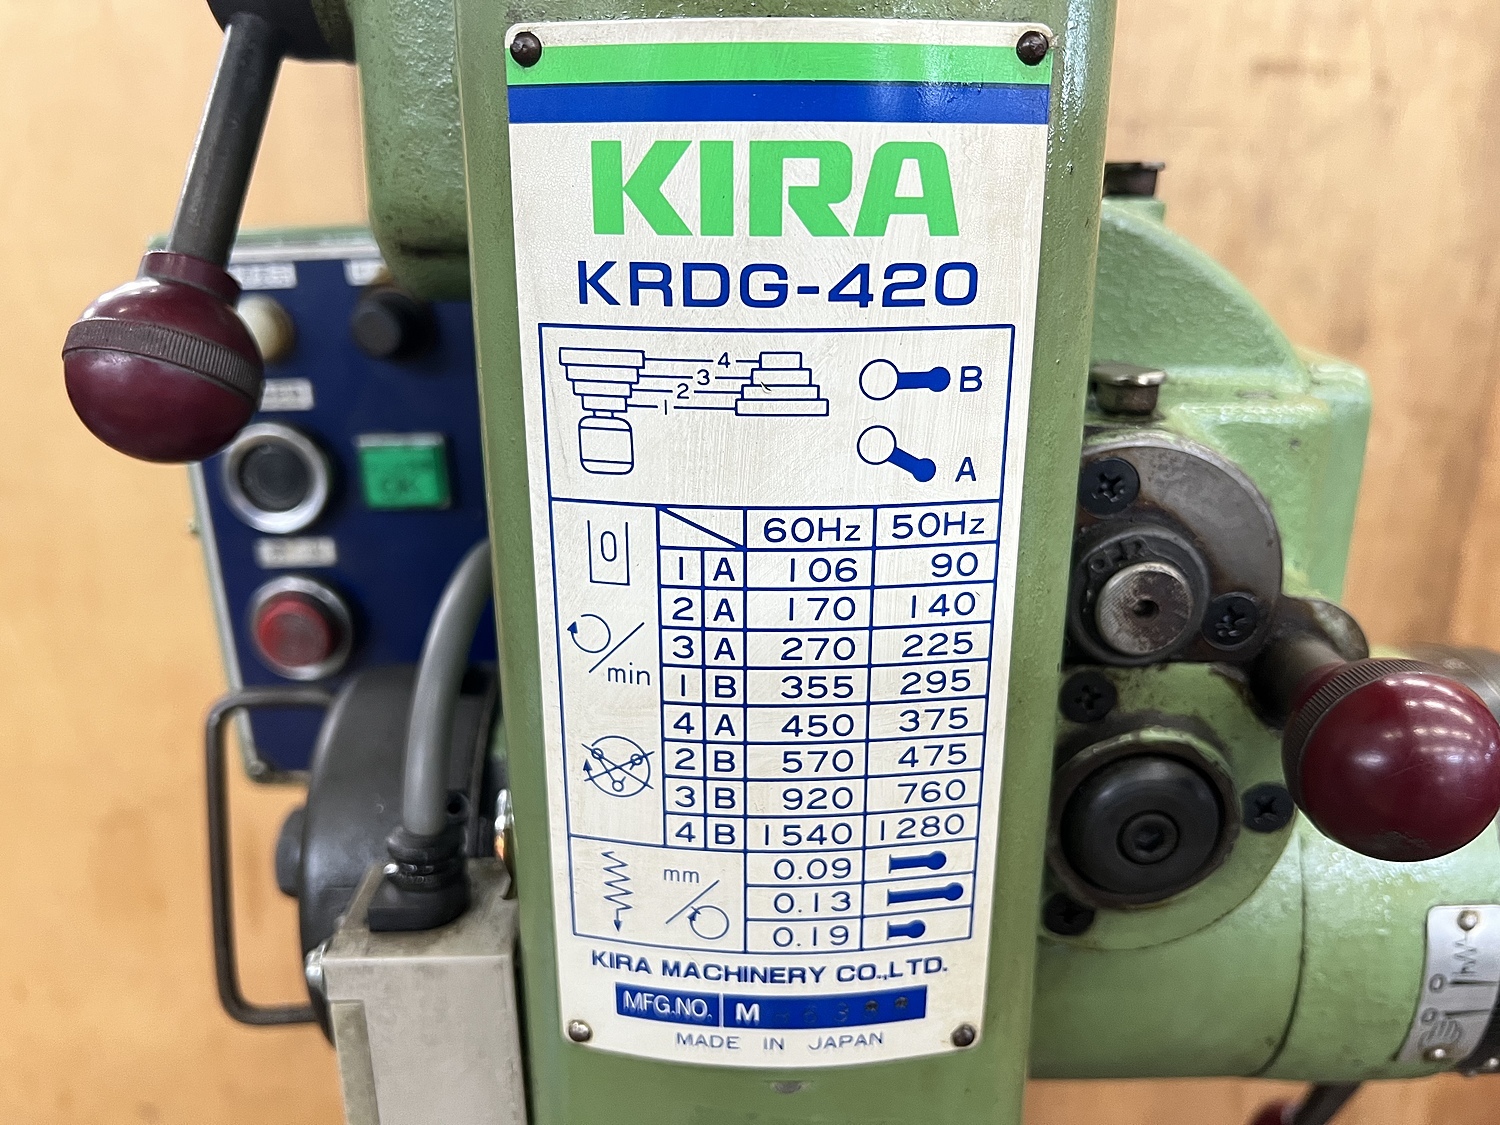 KIRA
KRDG-420
4
3
2
1
B
A
60Hz 50Hz
1 A 106 90
2 A 170 140
3 A 270 225
1 B 355 295
4 A 450 375
2 B 570 475
3 B 920 760
4 B 1540 1280
/min
0.09
0.13
0.19
mm/
KIRA MACHINERY CO.,LTD.
MFG.NO. M
MADE IN JAPAN
OK